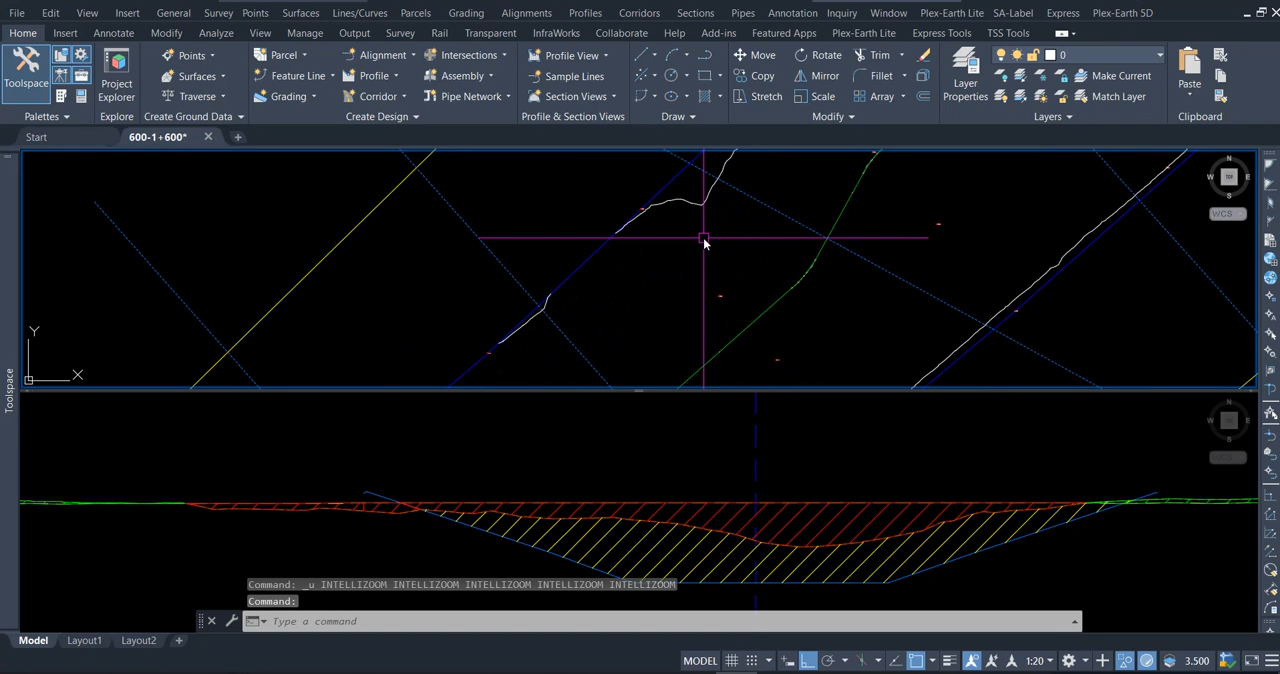 File Edit View Insert General Survey Points Surfaces Lines/Curves Parcels Grading Alignments Profiles Corridors Sections Pipes Annotation Inquiry Window Plex-Earth Lite SA-Label Express Plex-Earth 5D
Home Insert Annotate Modify Analyze View Manage Output Survey Rail Transparent InfraWorks Collaborate Help Add-ins Featured Apps Plex-Earth Lite Express Tools TSS Tools
Points Parcel Alignment Intersections Profile View Move Rotate Trim 0
Toolspace Project Explorer Surfaces Feature Line Profile Assembly Sample Lines Copy Mirror Fillet Layer Properties Make Current Paste
Traverse Grading Corridor Pipe Network Section Views Stretch Scale Array Match Layer
Palettes Explore Create Ground Data Create Design Profile & Section Views Draw Modify Layers Clipboard
Start 600-1+600*
N
W TOP E
S
WCS
Y
X
Toolspace
N
W E
S
Command: _u INTELLIZOOM INTELLIZOOM INTELLIZOOM INTELLIZOOM INTELLIZOOM
Command:
Type a command
Model Layout1 Layout2
MODEL 1:20 3.500